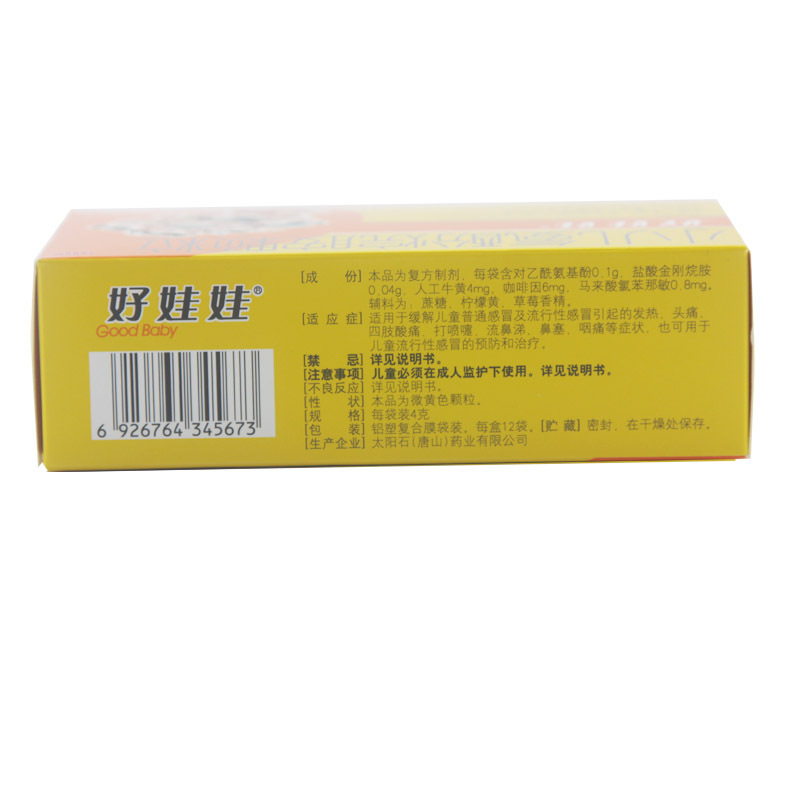 好娃娃®
Good Baby
6 926764 345673
[成 份] 本品为复方制剂，每袋含对乙酰氨基酚0.1g，盐酸金刚烷胺
0.04g，人工牛黄4mg，咖啡因6mg，马来酸氯苯那敏0.8mg。
辅料为：蔗糖、柠檬黄、草莓香精。
[适 应 症] 适用于缓解儿童普通感冒及流行性感冒引起的发热、头痛、
四肢酸痛、打喷嚏、流鼻涕、鼻塞、咽痛等症状，也可用于
儿童流行性感冒的预防和治疗。
[禁 忌] 详见说明书。
[注意事项] 儿童必须在成人监护下使用。详见说明书。
[不良反应] 详见说明书。
[性 状] 本品为微黄色颗粒。
[规 格] 每袋装4克
[包 装] 铝塑复合膜袋装。每盒12袋。[贮 藏] 密封，在干燥处保存。
[生产企业] 太阳石(唐山)药业有限公司